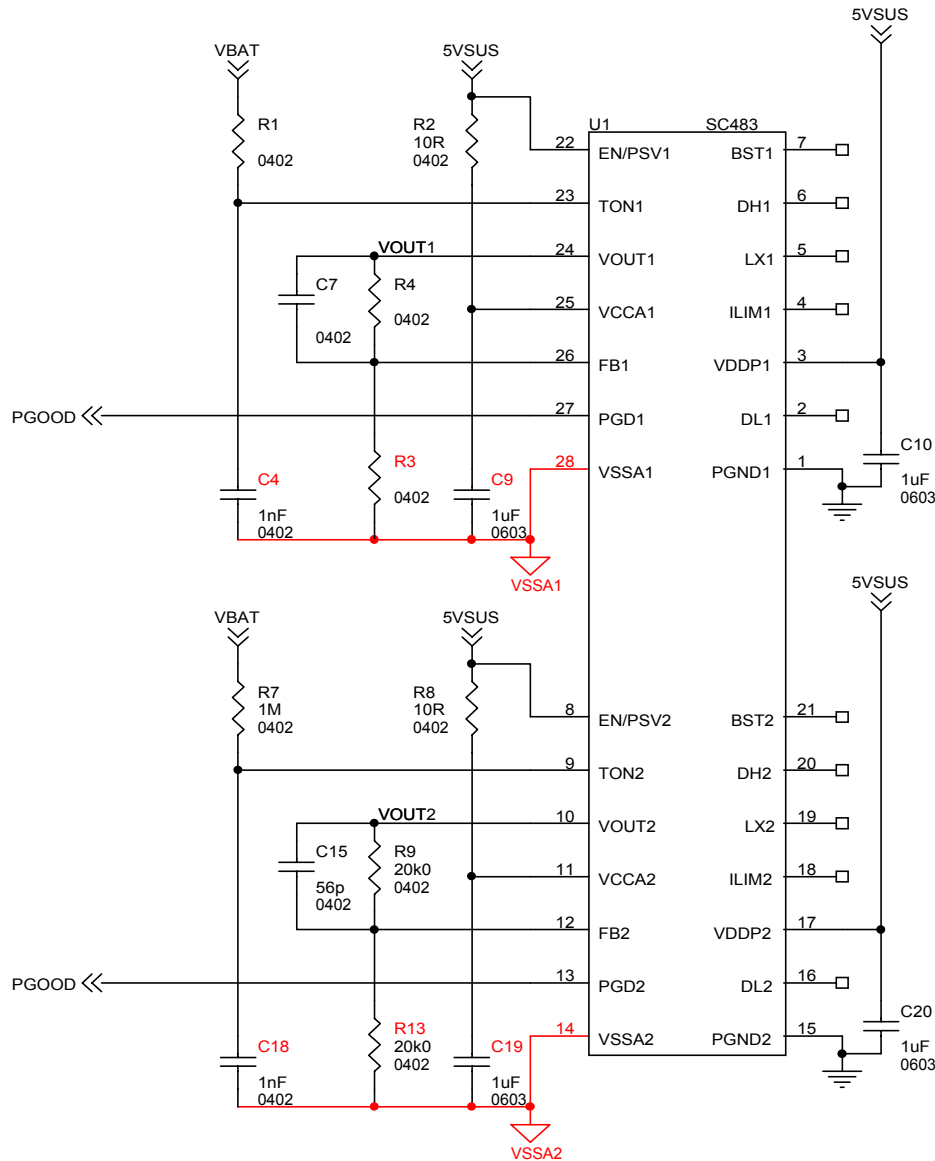 5VSUS
VBAT
5VSUS
R1
0402
R2
10R
0402
U1
SC483
22
EN/PSV1
BST1
7
23
TON1
DH1
6
VOUT1
24
VOUT1
LX1
5
C7
0402
R4
0402
25
VCCA1
ILIM1
4
26
FB1
VDDP1
3
PGOOD
27
PGD1
DL1
2
R3
0402
28
VSSA1
PGND1
1
C4
1nF
0402
C9
1uF
0603
C10
1uF
0603
VSSA1
VBAT
5VSUS
5VSUS
R7
1M
0402
R8
10R
0402
8
EN/PSV2
BST2
21
9
TON2
DH2
20
VOUT2
10
VOUT2
LX2
19
C15
56p
0402
R9
20k0
0402
11
VCCA2
ILIM2
18
12
FB2
VDDP2
17
PGOOD
13
PGD2
DL2
16
R13
20k0
0402
14
VSSA2
PGND2
15
C18
1nF
0402
C19
1uF
0603
C20
1uF
0603
VSSA2